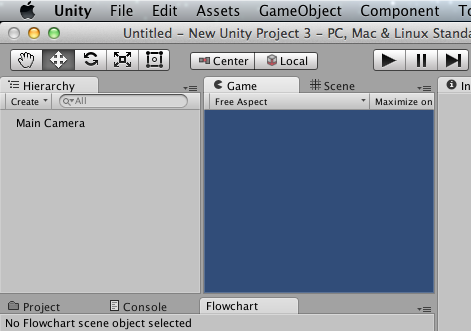 Unity File Edit Assets GameObject Component To
Untitled - New Unity Project 3 - PC, Mac & Linux Standa
Center Local
Hierarchy Game Scene In
Create All Free Aspect Maximize on
Main Camera
Project Console Flowchart
No Flowchart scene object selected